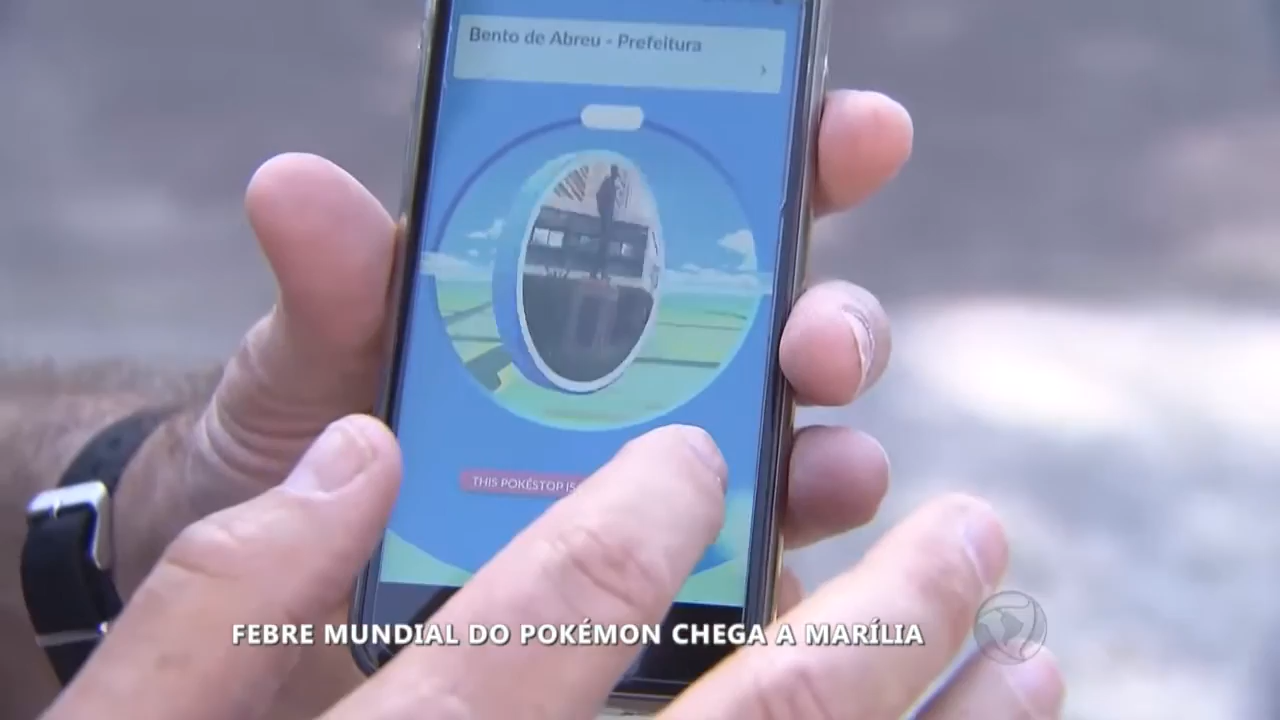 Bento de Abreu - Prefeitura
THIS POKÉSTOP IS
FEBRE MUNDIAL DO POKÉMON CHEGA A MARÍLIA